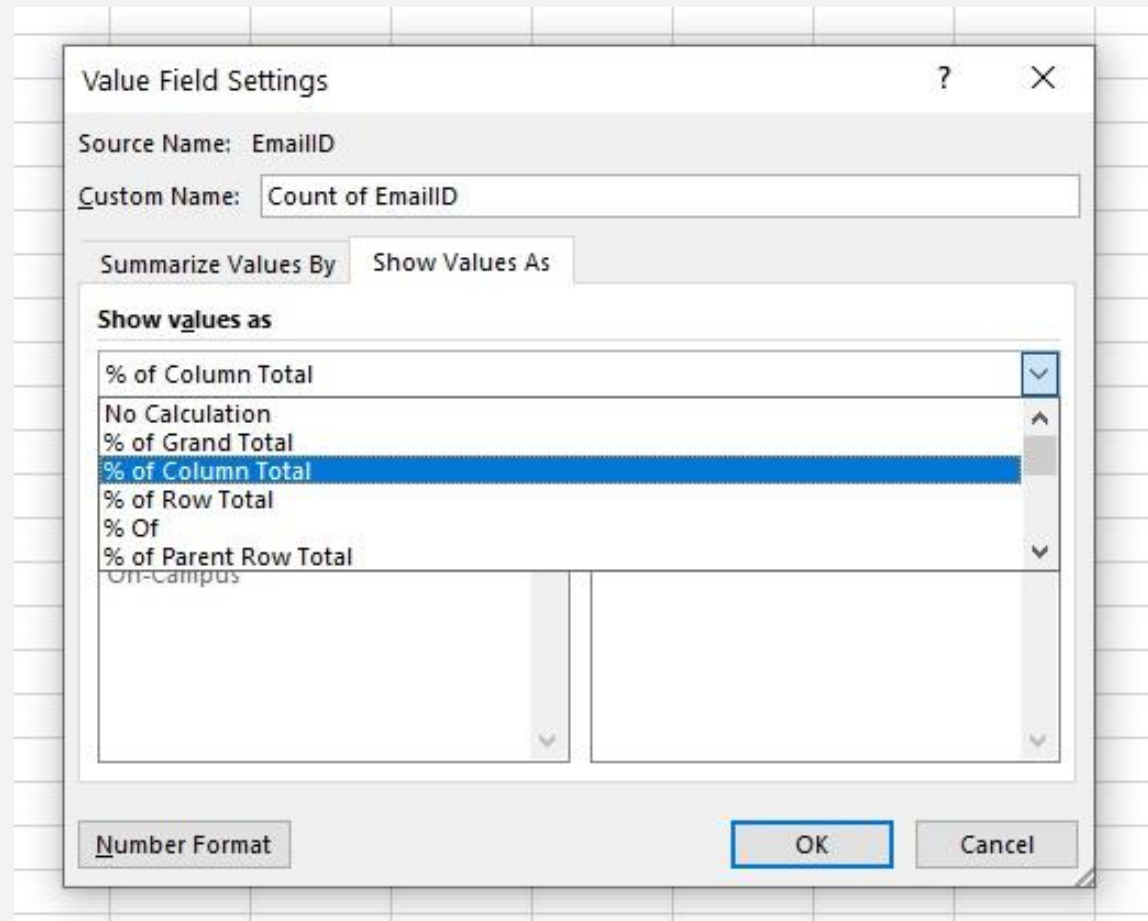 Value Field Settings ?
Source Name: EmailID
Custom Name: Count of EmailID
Summarize Values By Show Values As
Show values as
% of Column Total
No Calculation
% of Grand Total
% of Column Total
% of Row Total
% Of
% of Parent Row Total
On-Campus
Number Format OK Cancel